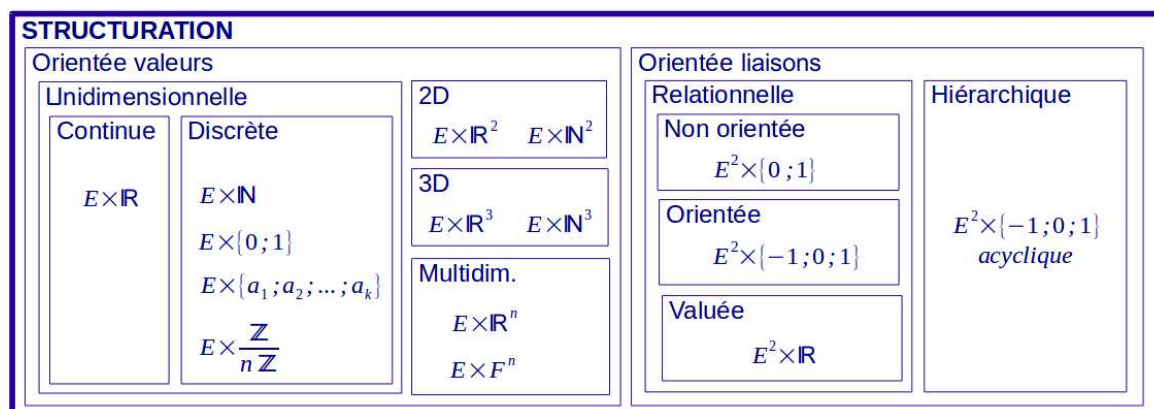 STRUCTURATION
Orientée valeurs
Unidimensionnelle
Continue
E×ℝ
Discrète
E×ℕ
E×{0;1}
E×{a₁;a₂;...;aₖ}
E×ℤ/nℤ
2D
E×ℝ² E×ℕ²
3D
E×ℝ³ E×ℕ³
Multidim.
E×ℝⁿ
E×Fⁿ
Orientée liaisons
Relationnelle
Non orientée
E²×{0;1}
Orientée
E²×{−1;0;1}
Valuée
E²×ℝ
Hiérarchique
E²×{−1;0;1}
acyclique